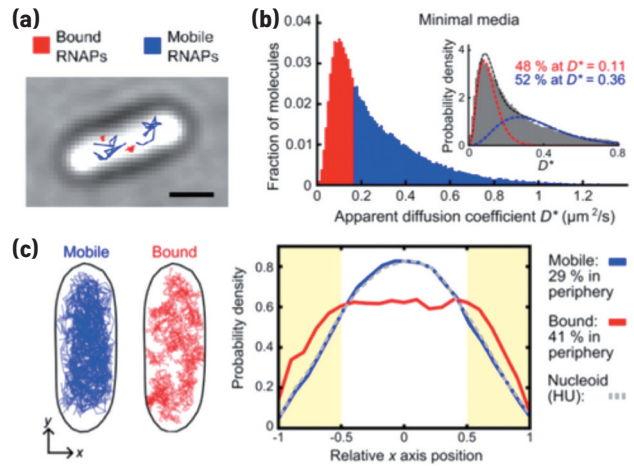 (a)
Bound
RNAPs
Mobile
RNAPs
(b)
Minimal media
Fraction of molecules
0.04
0.03
0.02
0.01
0
0
0.2
0.4
0.6
0.8
1
1.2
Apparent diffusion coefficient D* (μm²/s)
Probability density
4
2
0
0
0.4
0.8
D*
48 % at D* = 0.11
52 % at D* = 0.36
(c)
Mobile
Bound
y
x
Probability density
0.8
0.6
0.4
0.2
0
-1
-0.5
0
0.5
1
Relative x axis position
Mobile:
29 % in
periphery
Bound:
41 % in
periphery
Nucleoid
(HU):